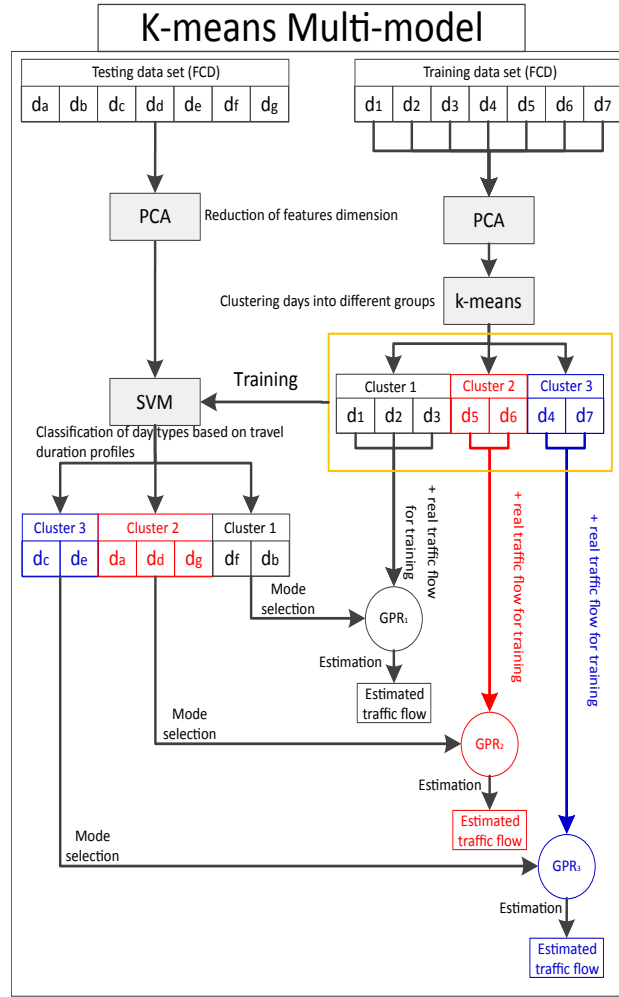 K-means Multi-model
Testing data set (FCD)
da db dc dd de df dg
Training data set (FCD)
d1 d2 d3 d4 d5 d6 d7
PCA
Reduction of features dimension
PCA
Clustering days into different groups
k-means
Training
SVM
Cluster 1
d1 d2 d3
Cluster 2
d5 d6
Cluster 3
d4 d7
Classification of day types based on travel
duration profiles
Cluster 3
dc de
Cluster 2
da dd dg
Cluster 1
df db
+ real traffic flow
for training
+ real traffic flow for training
+ real traffic flow for training
Mode
selection
GPR1
Estimation
Estimated
traffic flow
Mode
selection
GPR2
Estimation
Estimated
traffic flow
Mode
selection
GPR3
Estimation
Estimated
traffic flow